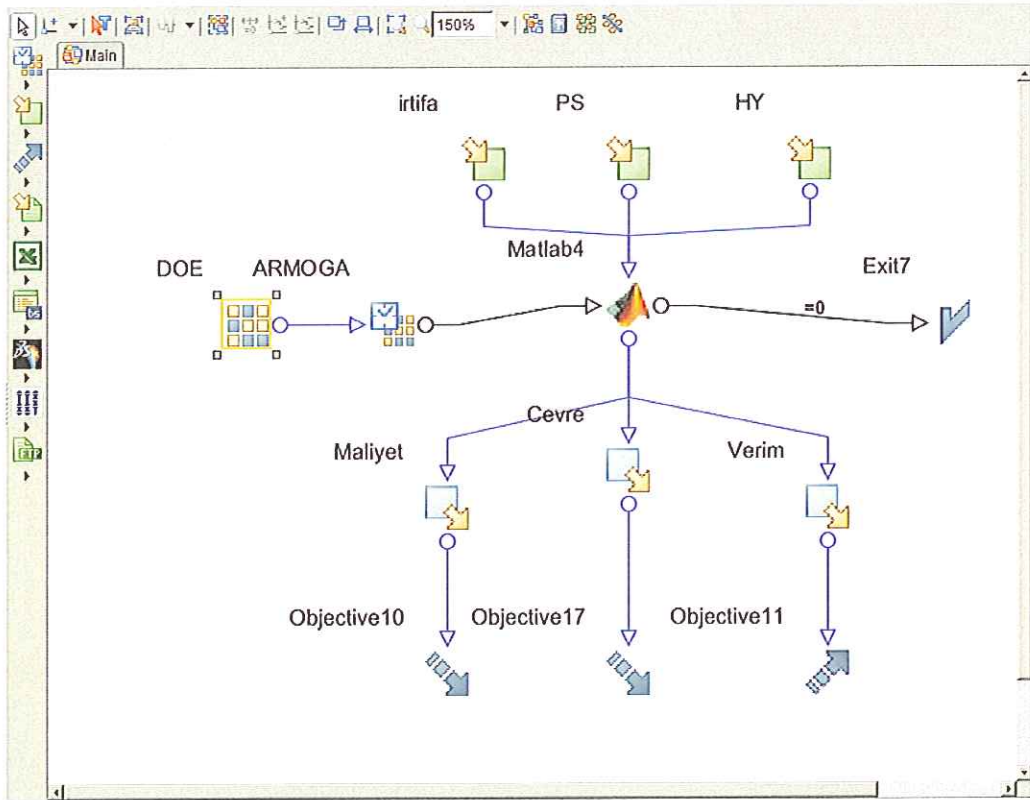 150%
Main
irtifa PS HY
Matlab4
DOE ARMOGA Exit7
=0
Cevre
Maliyet Verim
Objective10 Objective17 Objective11